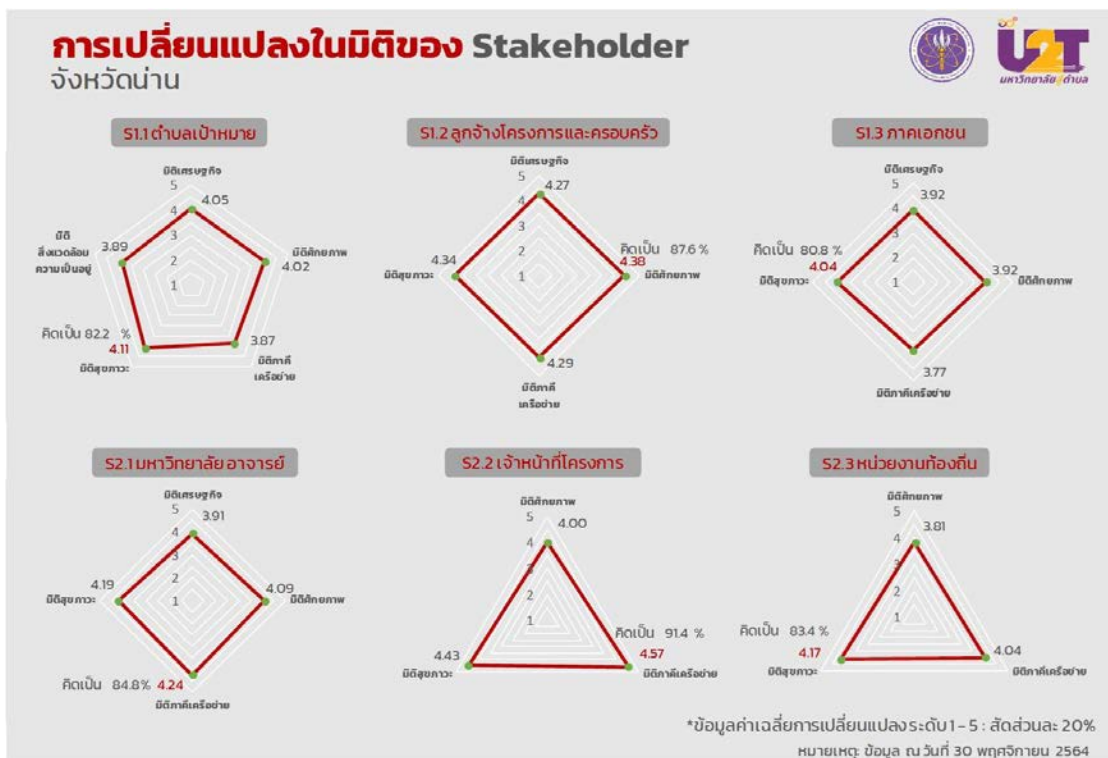 การเปลี่ยนแปลงในมิติของ Stakeholder
จังหวัดน่าน
U2T
มหาวิทยาลัยสู่ตำบล
S1.1 ตำบลเป้าหมาย
มิติเศรษฐกิจ
5
4.05
4
3
2
1
มิติ
สิ่งแวดล้อม
ความเป็นอยู่
3.89
มิติศักยภาพ
4.02
คิดเป็น 82.2 %
4.11
มิติสุขภาวะ
3.87
มิติภาคี
เครือข่าย
S1.2 ลูกจ้างโครงการและครอบครัว
มิติเศรษฐกิจ
5
4.27
4
3
2
1
4.34
มิติสุขภาวะ
คิดเป็น 87.6 %
4.38
มิติศักยภาพ
4.29
มิติภาคี
เครือข่าย
S1.3 ภาคเอกชน
มิติเศรษฐกิจ
5
3.92
4
3
2
1
คิดเป็น 80.8 %
4.04
มิติสุขภาวะ
3.92
มิติศักยภาพ
3.77
มิติภาคีเครือข่าย
S2.1 มหาวิทยาลัย อาจารย์
มิติเศรษฐกิจ
5
3.91
4
3
2
1
4.19
มิติสุขภาวะ
4.09
มิติศักยภาพ
คิดเป็น 84.8% 4.24
มิติภาคีเครือข่าย
S2.2 เจ้าหน้าที่โครงการ
มิติศักยภาพ
5
4.00
4
3
2
1
4.43
มิติสุขภาวะ
คิดเป็น 91.4 %
4.57
มิติภาคีเครือข่าย
S2.3 หน่วยงานท้องถิ่น
มิติศักยภาพ
5
3.81
4
3
2
1
คิดเป็น 83.4 %
4.17
มิติสุขภาวะ
4.04
มิติภาคีเครือข่าย
*ข้อมูลค่าเฉลี่ยการเปลี่ยนแปลงระดับ 1 - 5 : สัดส่วนละ 20%
หมายเหตุ: ข้อมูล ณ วันที่ 30 พฤศจิกายน 2564